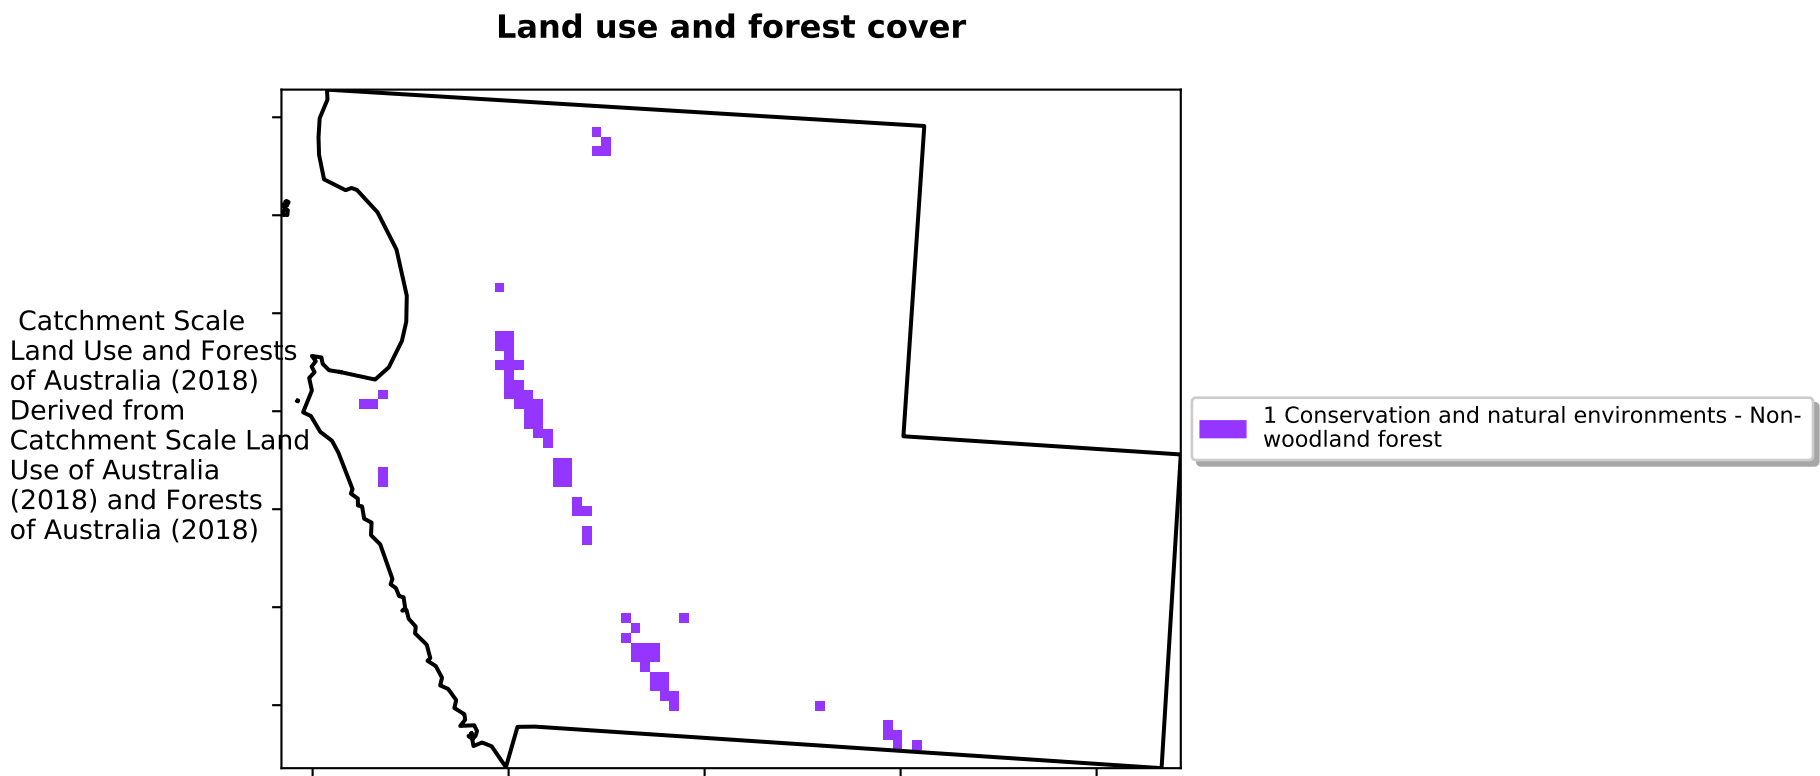 Land use and forest cover
Catchment Scale
Land Use and Forests
of Australia (2018)
Derived from
Catchment Scale Land
Use of Australia
(2018) and Forests
of Australia (2018)
1 Conservation and natural environments - Non-
woodland forest